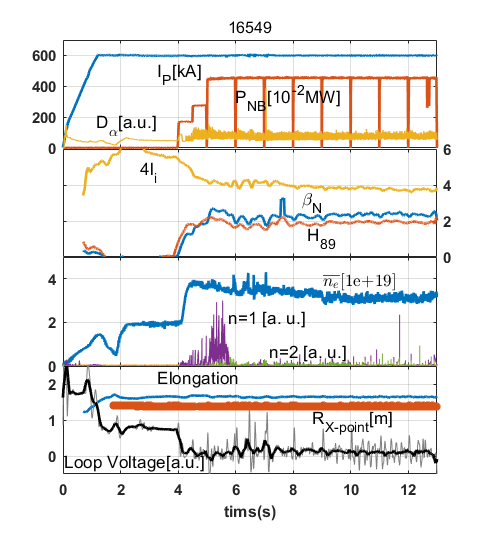 16549
600
400
200
0
I_P[kA]
P_NB[10^-2MW]
D_α[a.u.]
6
4
2
0
4l_i
β_N
H_89
4
2
0
n_e[1e+19]
n=1 [a. u.]
n=2 [a. u.]
2
1
0
Elongation
R_X-point[m]
Loop Voltage[a.u.]
0 2 4 6 8 10 12
tims(s)